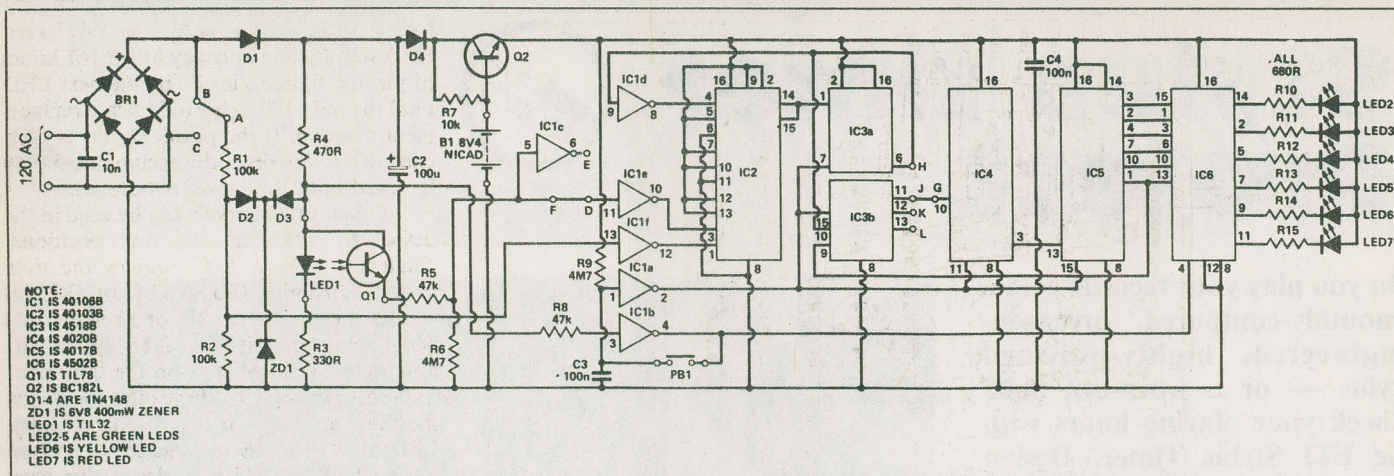 120 AC
C1
10n
BR1
+
-
B
A
C
D1
R1
100k
D2
D3
R2
100k
ZD1
R4
470R
LED1
R3
330R
Q1
C2
100u
D4
R7
10k
B1 8V4
NICAD
Q2
R5
47k
R6
4M7
IC1c
5
6
E
F
D
R9
4M7
R8
47k
C3
100n
PB1
IC1d
9
8
IC1e
11
10
IC1f
13
12
IC1a
1
2
IC1b
3
4
16
9
2
4
5
6
7
10
11
12
13
3
1
14
15
8
IC2
2
16
1
7
IC3a
6
H
11
J
12
K
13
L
15
10
9
IC3b
8
G
10
16
IC4
11
8
3
C4
100n
16
13
IC5
15
8
3
2
4
7
10
1
15
1
3
6
10
13
16
IC6
4
12
8
14
2
5
7
9
11
ALL
680R
R10
R11
R12
R13
R14
R15
LED2
LED3
LED4
LED5
LED6
LED7
NOTE:
IC1 IS 40106B
IC2 IS 40103B
IC3 IS 4518B
IC4 IS 4020B
IC5 IS 4017B
IC6 IS 4502B
Q1 IS TIL78
Q2 IS BC182L
D1-4 ARE 1N4148
ZD1 IS 6V8 400mW ZENER
LED1 IS TIL32
LED2-5 ARE GREEN LEDS
LED6 IS YELLOW LED
LED7 IS RED LED